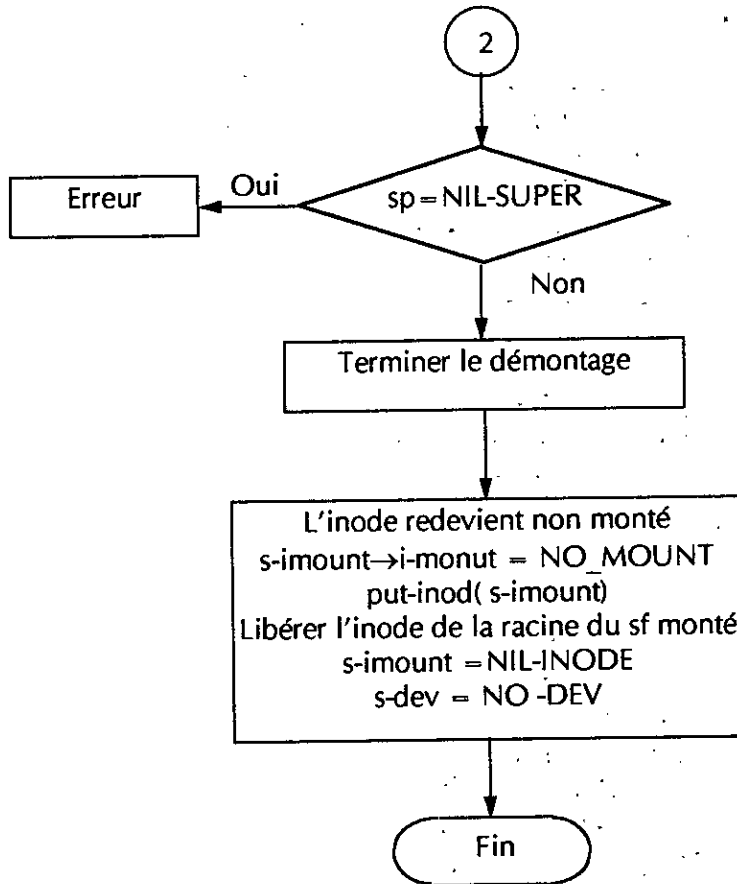 2
sp = NIL-SUPER
Oui
Erreur
Non
Terminer le démontage
L'inode redevient non monté
s-imount→i-monut = NO_MOUNT
put-inod( s-imount)
Libérer l'inode de la racine du sf monté
s-imount =NIL-INODE
s-dev = NO -DEV
Fin